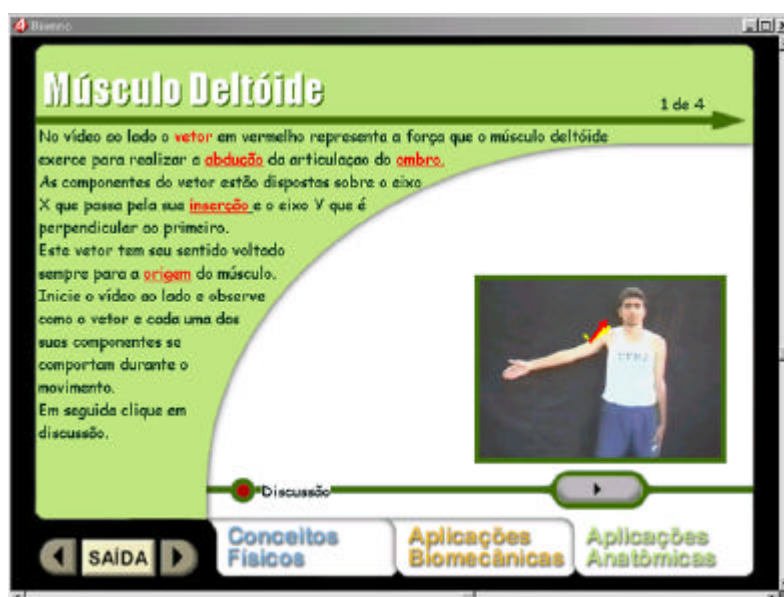 Bioenic
Músculo Deltóide
1 de 4
No vídeo ao lado o vetor em vermelho representa a força que o músculo deltóide
exerce para realizar a abdução da articulaçao do ombro.
As componentes do vetor estão dispostas sobre o eixo
X que passa pela sua inserção e o eixo Y que é
perpendicular ao primeiro.
Este vetor tem seu sentido voltado
sempre para a origem do músculo.
Inicie o vídeo ao lado e observe
como o vetor e cada uma das
suas componentes se
comportam durante o
movimento.
Em seguida clique em
discussão.
Discussão
SAÍDA
Conceitos
Físicos
Aplicações
Biomecânicas
Aplicações
Anatômicas